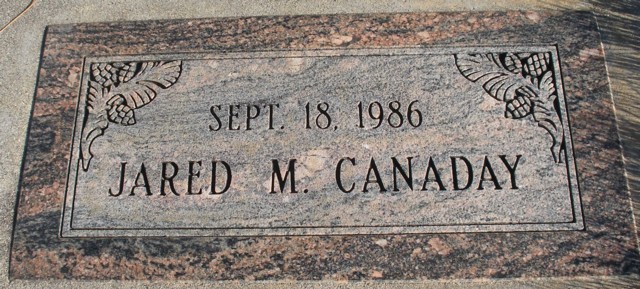 SEPT. 18, 1986
JARED M. CANADAY